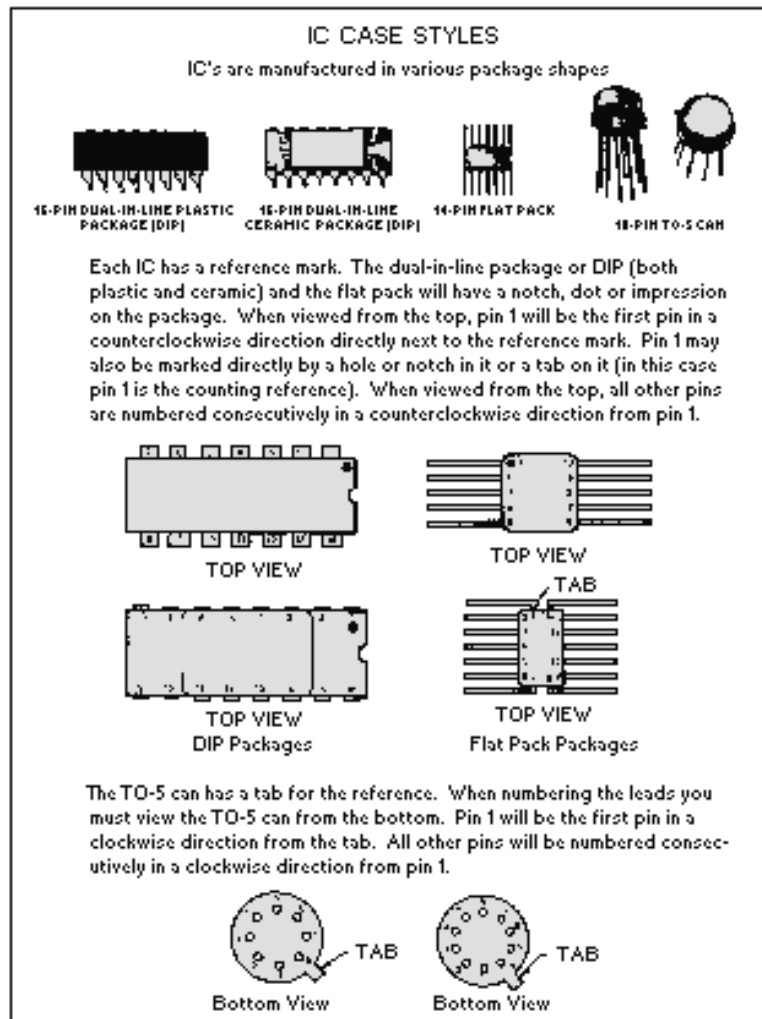 IC CASE STYLES
IC's are manufactured in various package shapes
16-PIN DUAL-IN-LINE PLASTIC
PACKAGE (DIP)
16-PIN DUAL-IN-LINE
CERAMIC PACKAGE (DIP)
14-PIN FLAT PACK
10-PIN TO-5 CAN
Each IC has a reference mark. The dual-in-line package or DIP (both
plastic and ceramic) and the flat pack will have a notch, dot or impression
on the package. When viewed from the top, pin 1 will be the first pin in a
counterclockwise direction directly next to the reference mark. Pin 1 may
also be marked directly by a hole or notch in it or a tab on it (in this case
pin 1 is the counting reference). When viewed from the top, all other pins
are numbered consecutively in a counterclockwise direction from pin 1.
TOP VIEW
TOP VIEW
TAB
TOP VIEW
DIP Packages
TOP VIEW
Flat Pack Packages
The TO-5 can has a tab for the reference. When numbering the leads you
must view the TO-5 can from the bottom. Pin 1 will be the first pin in a
clockwise direction from the tab. All other pins will be numbered consec-
utively in a clockwise direction from pin 1.
TAB
TAB
Bottom View
Bottom View